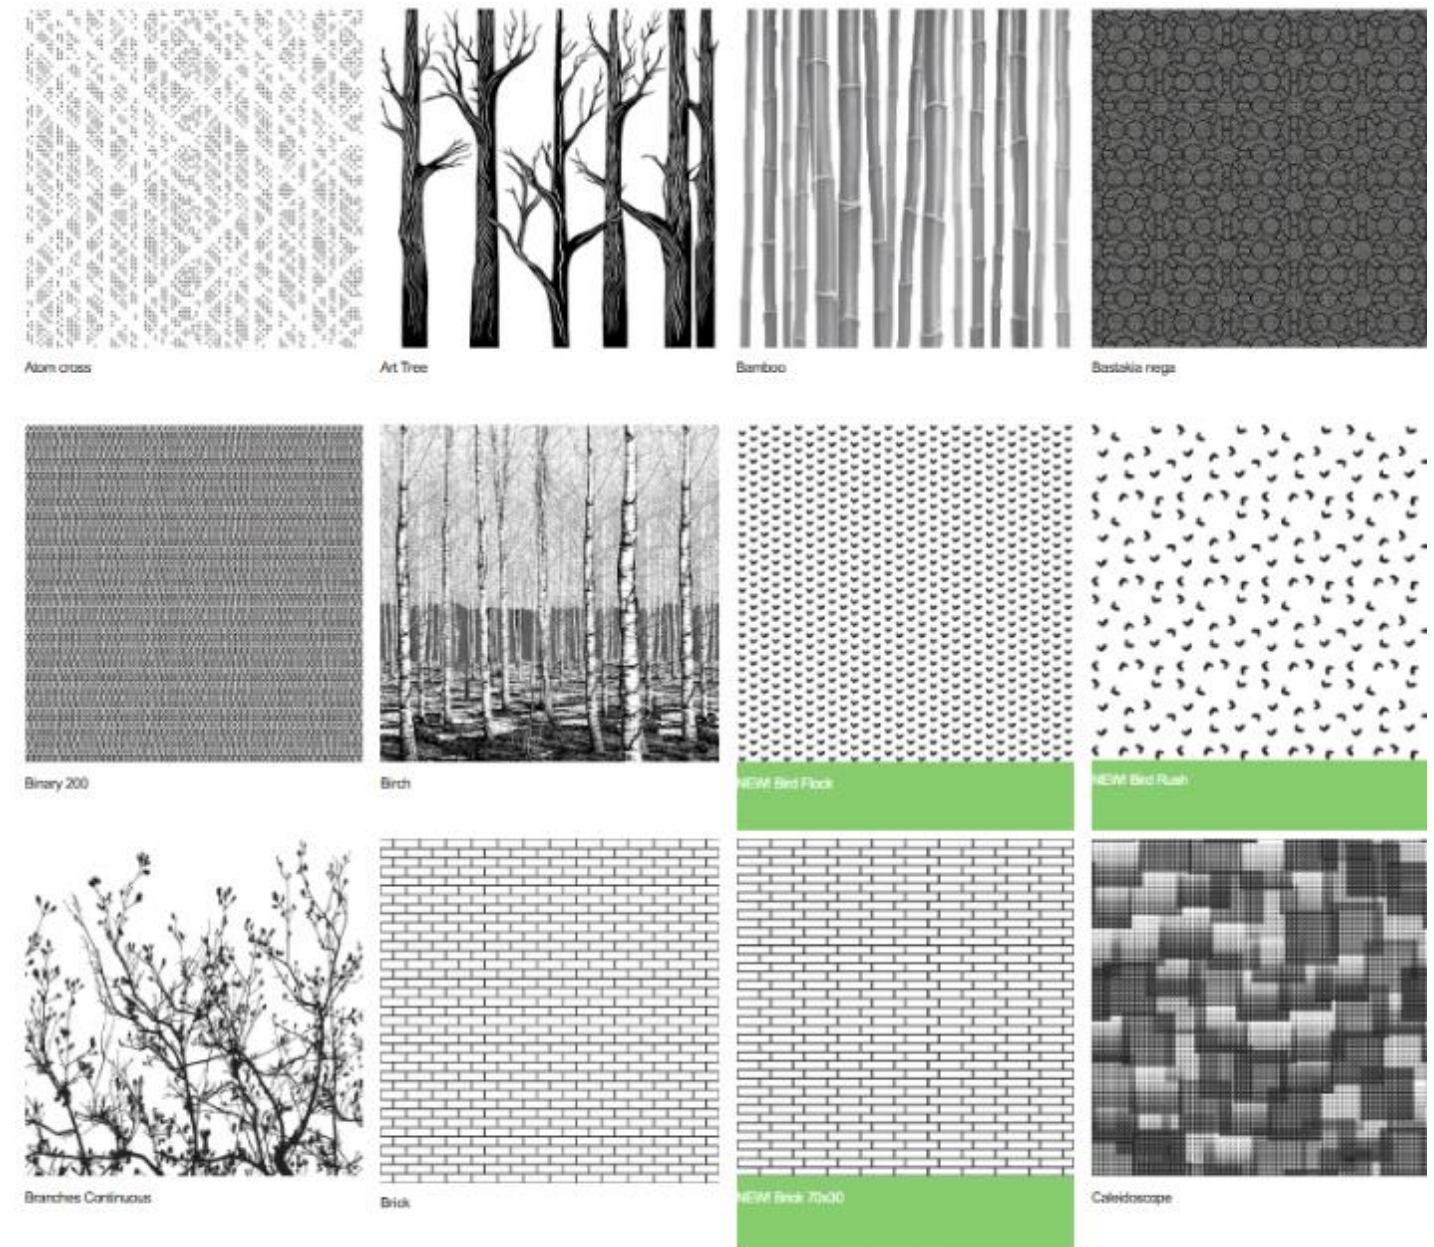 Atom cross
Art Tree
Bamboo
Bastakia nega
Binary 200
Birch
NEW! Bird Flock
NEW! Bird Rush
Branches Continuous
Brick
NEW! Brick 70x30
Caleidoscope